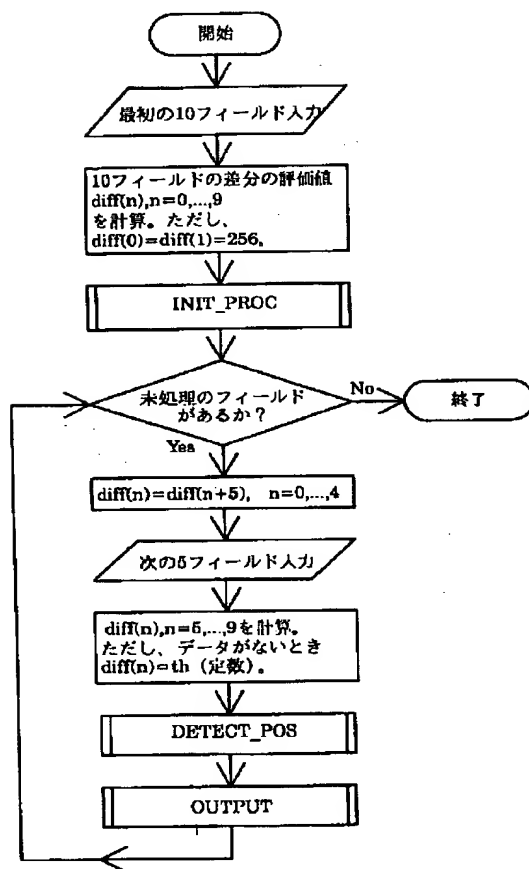 開始
最初の10フィールド入力
10フィールドの差分の評価値
diff(n),n=0,...,9
を計算。ただし、
diff(0)=diff(1)=256。
INIT_PROC
未処理のフィールド
があるか？
No
終了
Yes
diff(n)=diff(n+5), n=0,...,4
次の5フィールド入力
diff(n),n=5,...,9を計算。
ただし、データがないとき
diff(n)=th（定数）。
DETECT_POS
OUTPUT